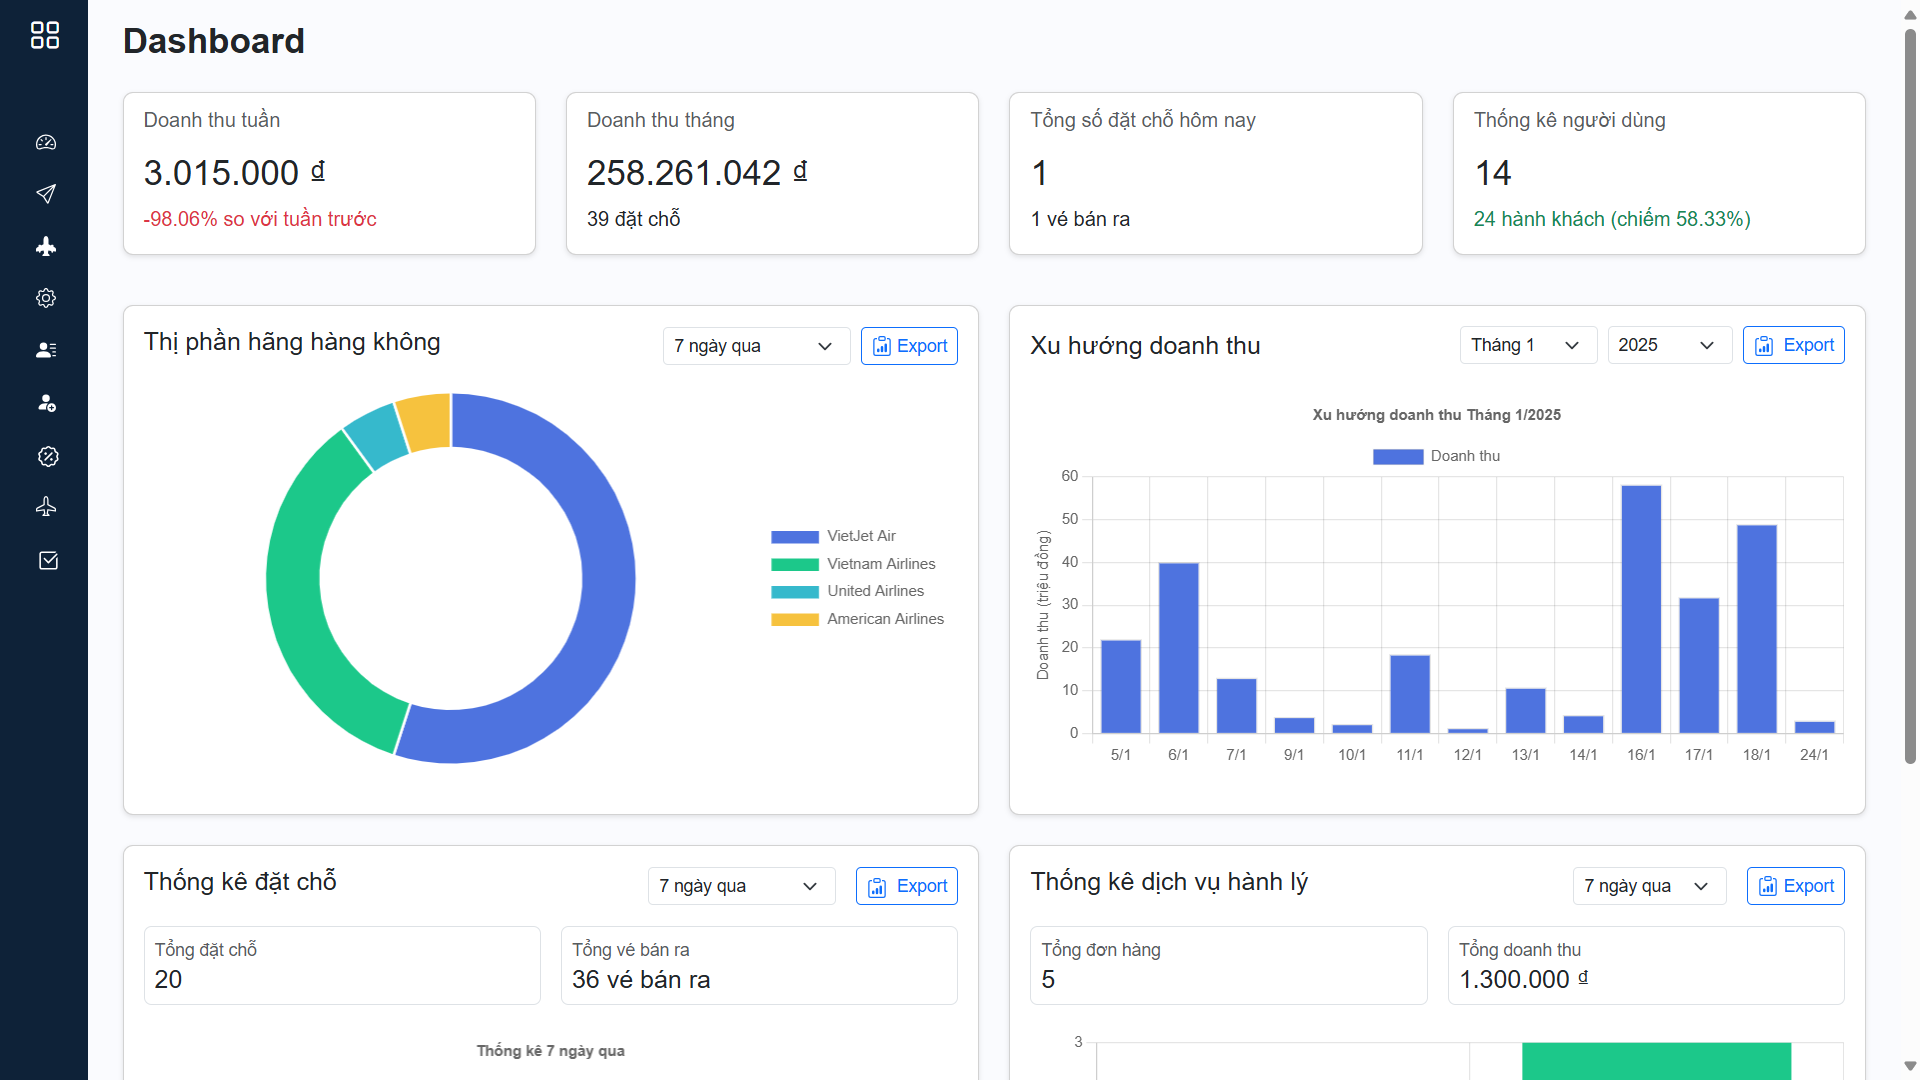 Dashboard
Doanh thu tuần
3.015.000 ₫
-98.06% so với tuần trước
Doanh thu tháng
258.261.042 ₫
39 đặt chỗ
Tổng số đặt chỗ hôm nay
1
1 vé bán ra
Thống kê người dùng
14
24 hành khách (chiếm 58.33%)
Thị phần hãng hàng không
7 ngày qua
Export
VietJet Air
Vietnam Airlines
United Airlines
American Airlines
Xu hướng doanh thu
Tháng 1
2025
Export
Xu hướng doanh thu Tháng 1/2025
Doanh thu
Doanh thu (triệu đồng)
60
50
40
30
20
10
0
5/1 6/1 7/1 9/1 10/1 11/1 12/1 13/1 14/1 16/1 17/1 18/1 24/1
Thống kê đặt chỗ
7 ngày qua
Export
Tổng đặt chỗ
20
Tổng vé bán ra
36 vé bán ra
Thống kê 7 ngày qua
Thống kê dịch vụ hành lý
7 ngày qua
Export
Tổng đơn hàng
5
Tổng doanh thu
1.300.000 ₫
3